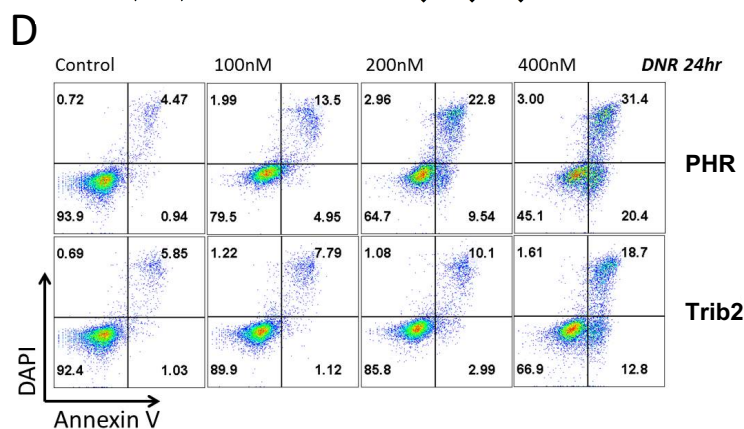 D
Control 100nM 200nM 400nM DNR 24hr
0.72 4.47 1.99 13.5 2.96 22.8 3.00 31.4
PHR
93.9 0.94 79.5 4.95 64.7 9.54 45.1 20.4
0.69 5.85 1.22 7.79 1.08 10.1 1.61 18.7
Trib2
92.4 1.03 89.9 1.12 85.8 2.99 66.9 12.8
DAPI
Annexin V